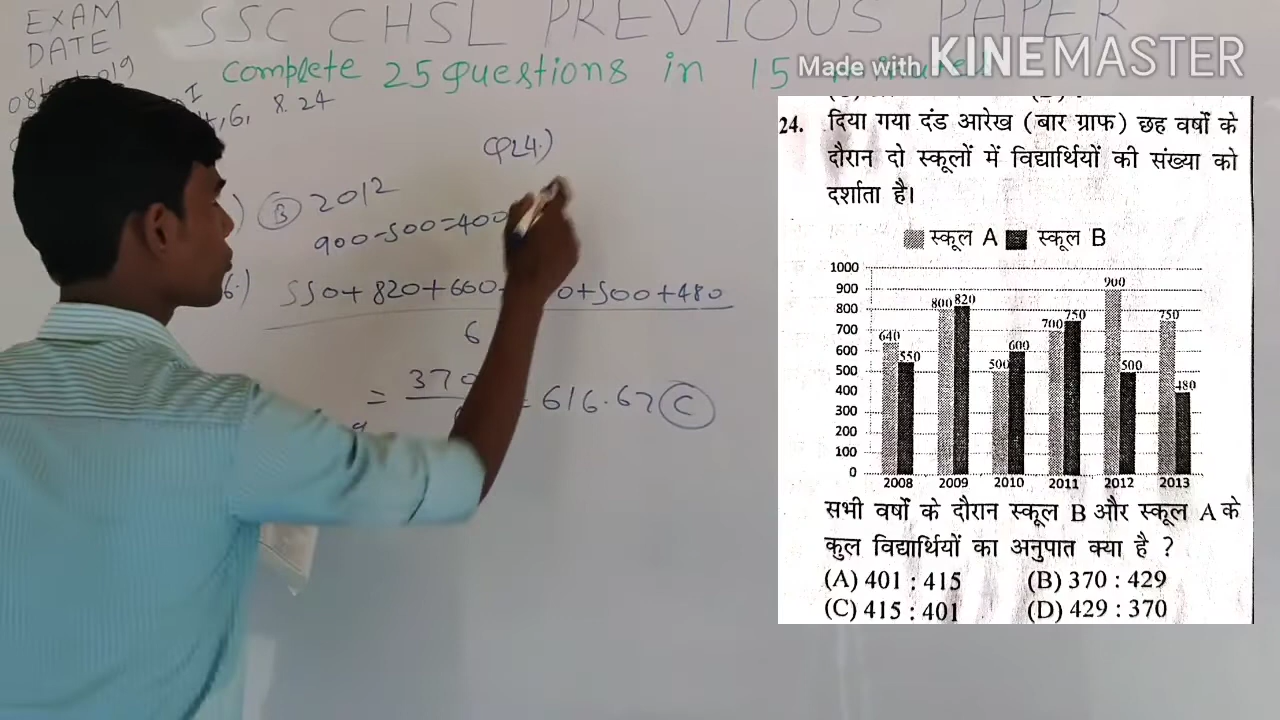 EXAM
DATE
SSC CHSL PREVIOUS PAPER
Complete 25 Questions in 15
Made with KINEMASTER
6, 8.24
Q24.)
B 2012
900-500=400
6.) 550+820+600+ 0+500+480
6
= 370
= 616.67 C
24. दिया गया दंड आरेख (बार ग्राफ) छह वर्षों के
दौरान दो स्कूलों में विद्यार्थियों की संख्या को
दर्शाता है।
स्कूल A स्कूल B
1000
900
800
700
600
500
400
300
200
100
0
640 550 800 820 500 600 700 750 900 500 750 480
2008 2009 2010 2011 2012 2013
सभी वर्षों के दौरान स्कूल B और स्कूल A के
कुल विद्यार्थियों का अनुपात क्या है ?
(A) 401 : 415 (B) 370 : 429
(C) 415 : 401 (D) 429 : 370